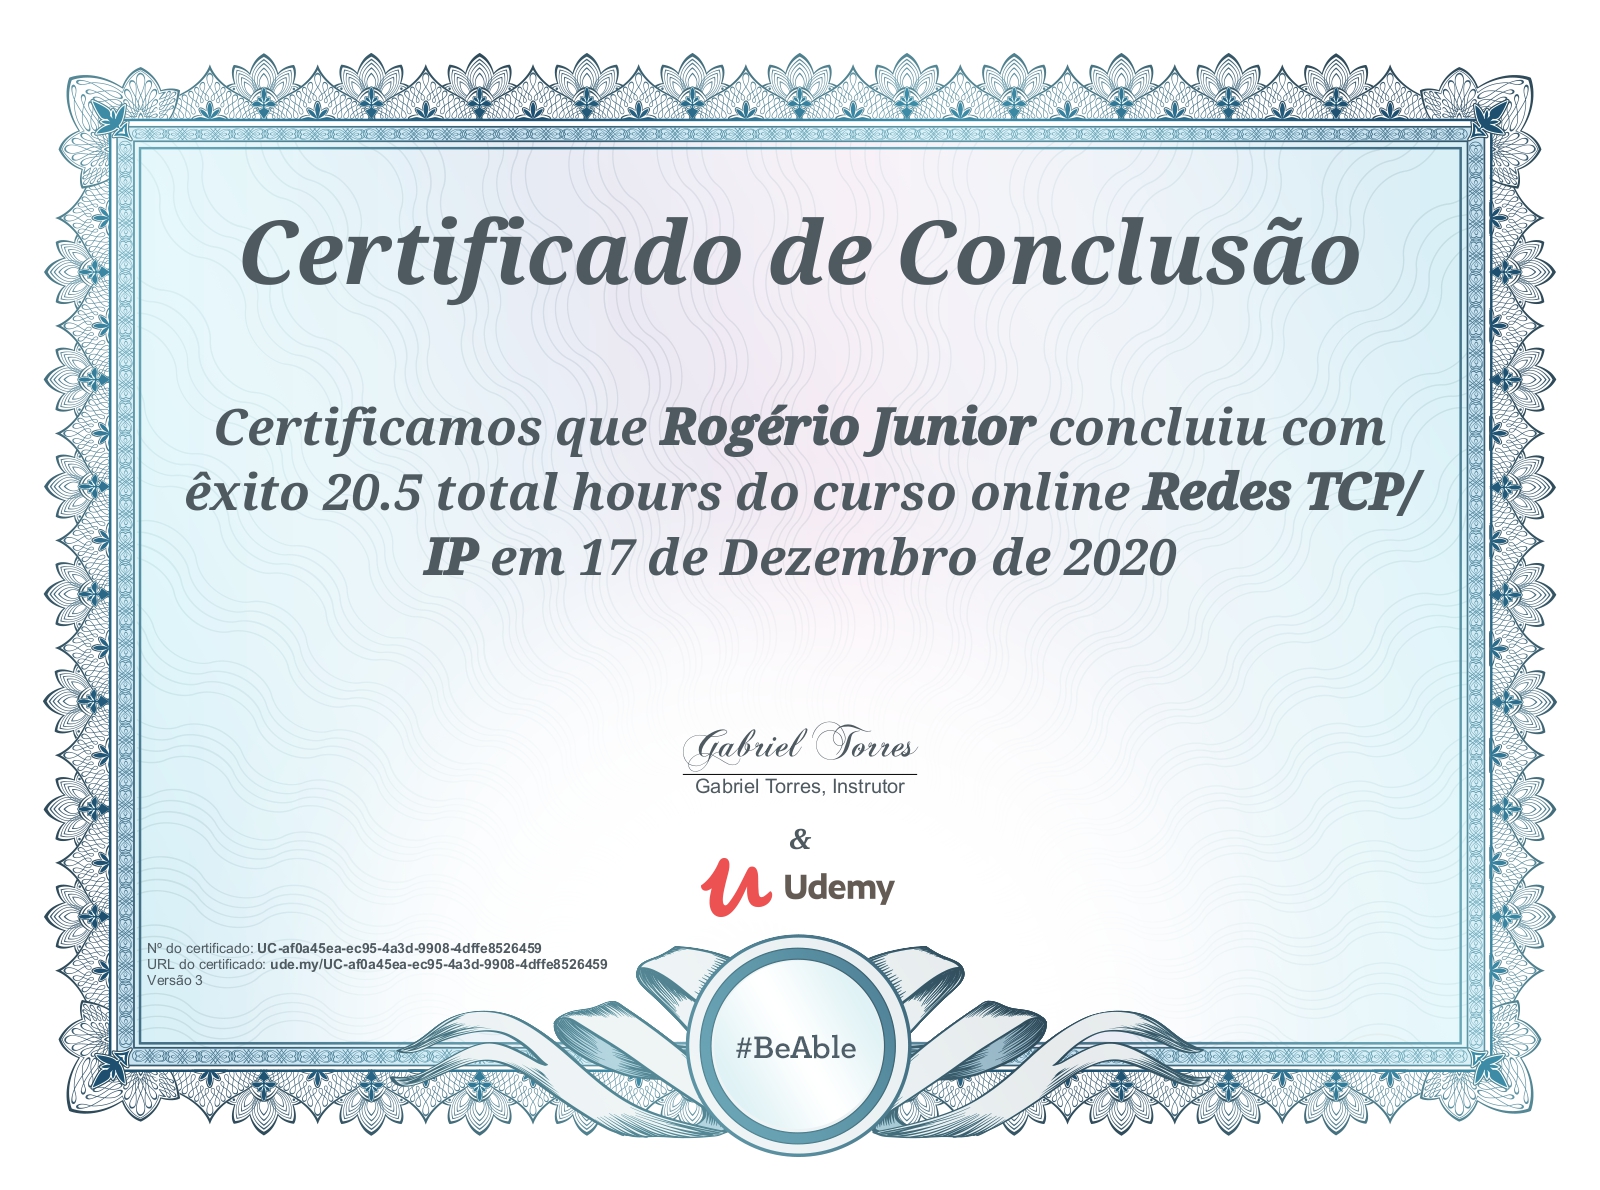 Certificado de Conclusão
Certificamos que Rogério Junior concluiu com
êxito 20.5 total hours do curso online Redes TCP/
IP em 17 de Dezembro de 2020
Gabriel Torres
Gabriel Torres, Instrutor
&
Udemy
Nº do certificado: UC-af0a45ea-ec95-4a3d-9908-4dffe8526459
URL do certificado: ude.my/UC-af0a45ea-ec95-4a3d-9908-4dffe8526459
Versão 3
#BeAble